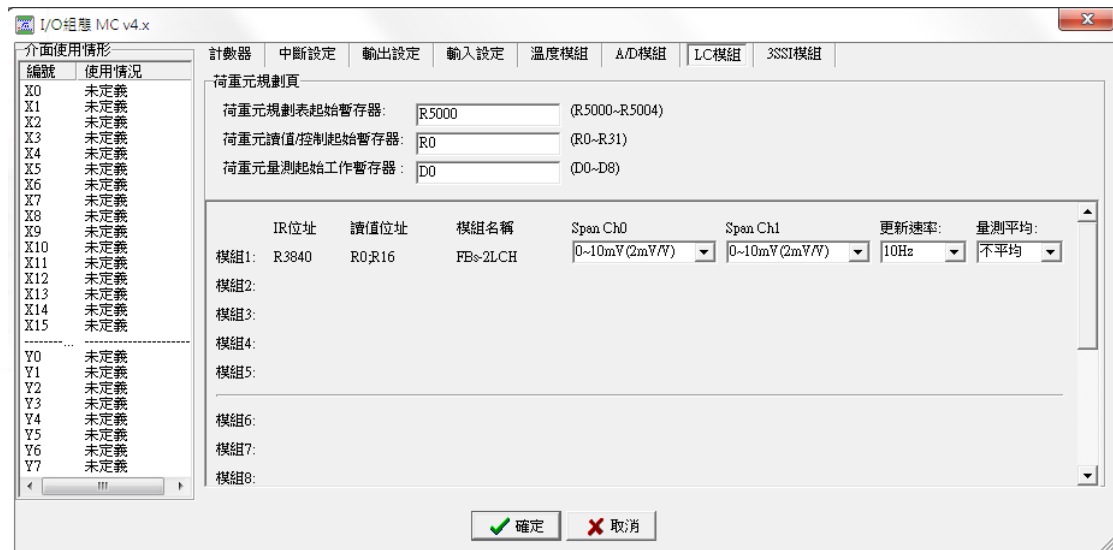 I/O組態 MC v4.x
介面使用情形
編號 使用情況
X0 未定義
X1 未定義
X2 未定義
X3 未定義
X4 未定義
X5 未定義
X6 未定義
X7 未定義
X8 未定義
X9 未定義
X10 未定義
X11 未定義
X12 未定義
X13 未定義
X14 未定義
X15 未定義
--------... --------------------
Y0 未定義
Y1 未定義
Y2 未定義
Y3 未定義
Y4 未定義
Y5 未定義
Y6 未定義
Y7 未定義
計數器 中斷設定 輸出設定 輸入設定 溫度模組 A/D模組 LC模組 3SSI模組
荷重元規劃頁
荷重元規劃表起始暫存器: R5000 (R5000~R5004)
荷重元讀值/控制起始暫存器: R0 (R0~R31)
荷重元量測起始工作暫存器: D0 (D0~D8)
IR位址 讀值位址 模組名稱 Span Ch0 Span Ch1 更新速率: 量測平均:
模組1: R3840 R0;R16 FBs-2LCH 0~10mV(2mV/V) 0~10mV(2mV/V) 10Hz 不平均
模組2:
模組3:
模組4:
模組5:
模組6:
模組7:
模組8:
確定 取消